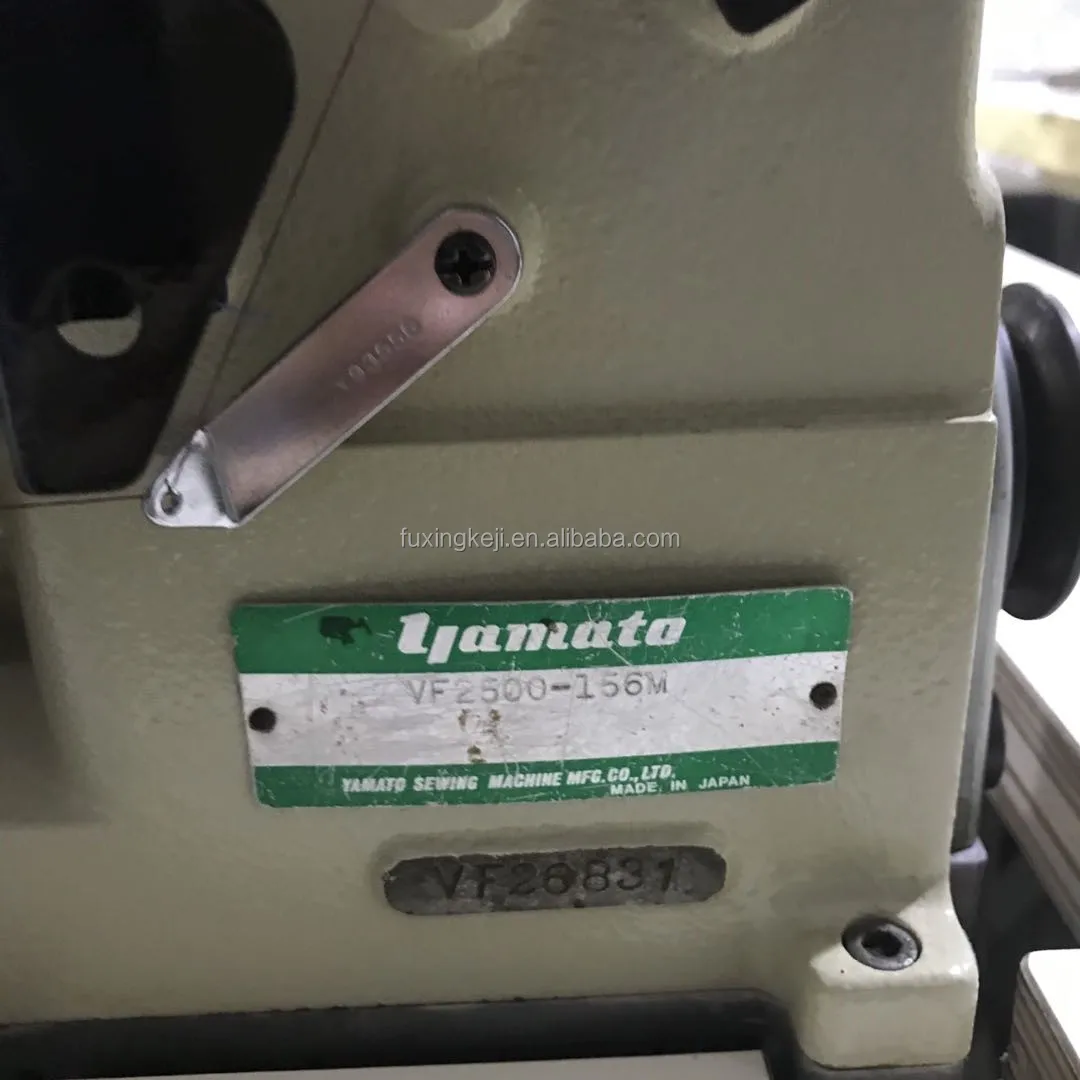 fuxingkeji.en.alibaba.com
yamato
VF2500-156M
YAMATO SEWING MACHINE MFG.CO.,LTD.
MADE IN JAPAN
VF26831